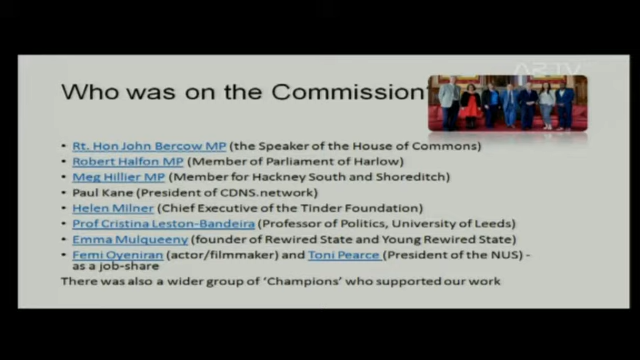 Who was on the Commission
• Rt. Hon John Bercow MP (the Speaker of the House of Commons)
• Robert Halfon MP (Member of Parliament of Harlow)
• Meg Hillier MP (Member for Hackney South and Shoreditch)
• Paul Kane (President of CDNS.network)
• Helen Milner (Chief Executive of the Tinder Foundation)
• Prof Cristina Leston-Bandeira (Professor of Politics, University of Leeds)
• Emma Mulqueeny (founder of Rewired State and Young Rewired State)
• Femi Oyeniran (actor/filmmaker) and Toni Pearce (President of the NUS) -
as a job-share
There was also a wider group of 'Champions' who supported our work